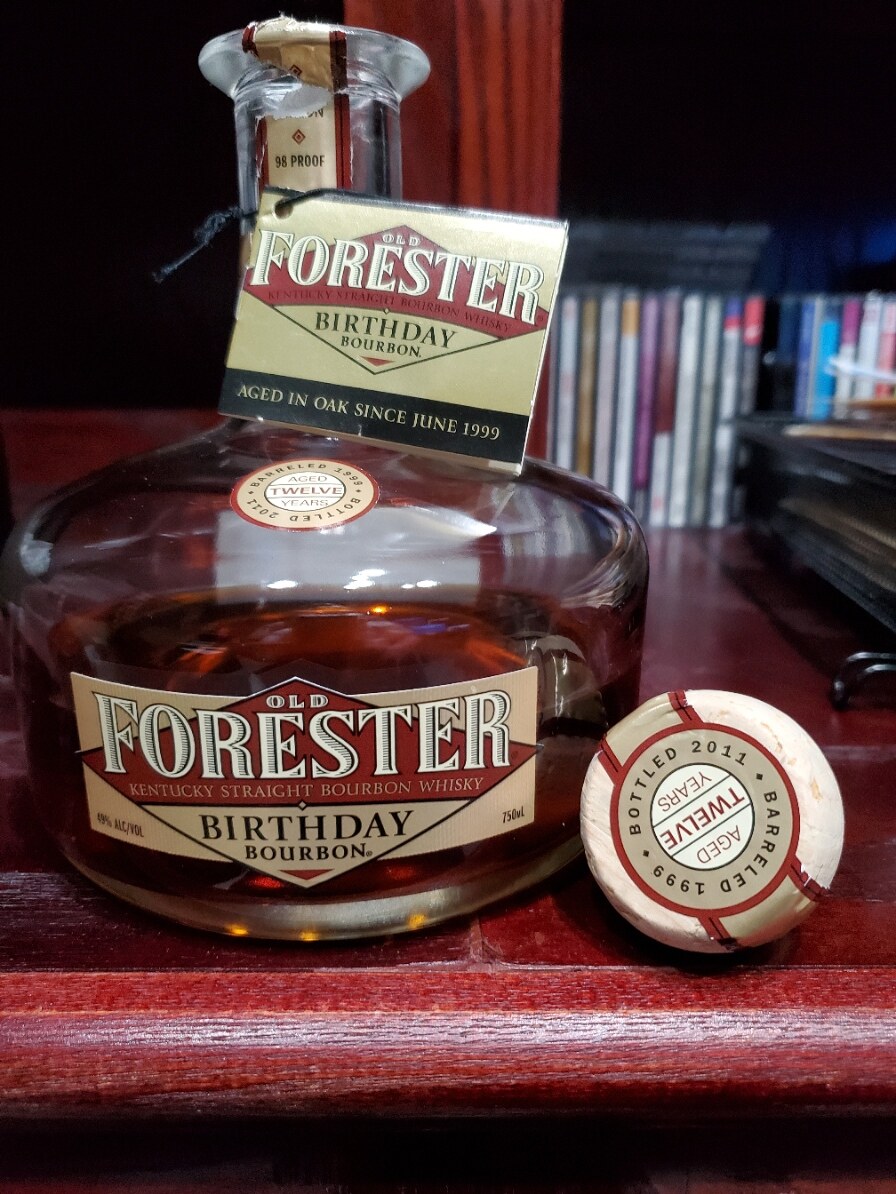 98 PROOF
OLD
FORESTER
KENTUCKY STRAIGHT BOURBON WHISKY
BIRTHDAY
BOURBON
AGED IN OAK SINCE JUNE 1999
BARRELED 1999
AGED
TWELVE
YEARS
BOTTLED 2011
OLD
FORESTER
KENTUCKY STRAIGHT BOURBON WHISKY
49% ALC/VOL
750mL
BIRTHDAY
BOURBON®
BOTTLED 2011
BARRELED 1999
AGED
TWELVE
YEARS